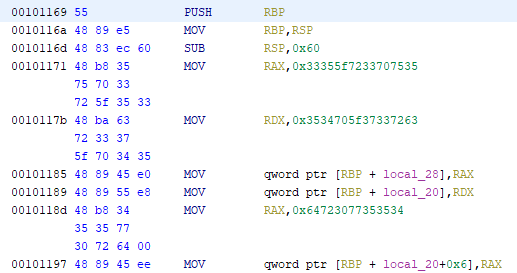 00101169 55 PUSH RBP
0010116a 48 89 e5 MOV RBP,RSP
0010116d 48 83 ec 60 SUB RSP,0x60
00101171 48 b8 35 MOV RAX,0x33355f7233707535
75 70 33
72 5f 35 33
0010117b 48 ba 63 MOV RDX,0x3534705f37337263
72 33 37
5f 70 34 35
00101185 48 89 45 e0 MOV qword ptr [RBP + local_28],RAX
00101189 48 89 55 e8 MOV qword ptr [RBP + local_20],RDX
0010118d 48 b8 34 MOV RAX,0x64723077353534
35 35 77
30 72 64 00
00101197 48 89 45 ee MOV qword ptr [RBP + local_20+0x6],RAX